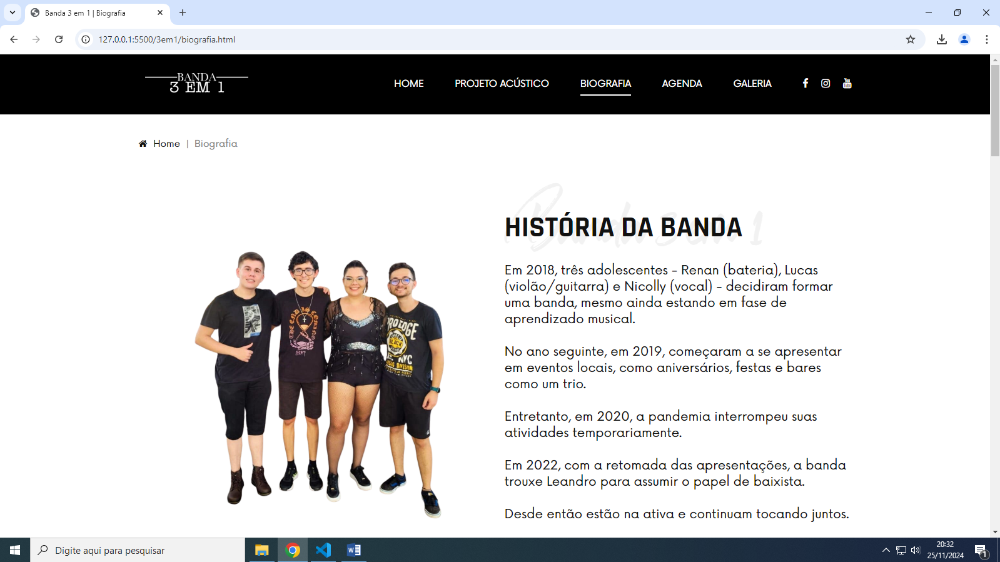 Banda 3 em 1 | Biografia
127.0.0.1:5500/3em1/biografia.html
BANDA
3 EM 1
HOME
PROJETO ACÚSTICO
BIOGRAFIA
AGENDA
GALERIA
You
Tube
Home | Biografia
Banda 3 em 1
HISTÓRIA DA BANDA
Em 2018, três adolescentes - Renan (bateria), Lucas
(violão/guitarra) e Nicolly (vocal) - decidiram formar
uma banda, mesmo ainda estando em fase de
aprendizado musical.
No ano seguinte, em 2019, começaram a se apresentar
em eventos locais, como aniversários, festas e bares
como um trio.
Entretanto, em 2020, a pandemia interrompeu suas
atividades temporariamente.
Em 2022, com a retomada das apresentações, a banda
trouxe Leandro para assumir o papel de baixista.
Desde então estão na ativa e continuam tocando juntos.
Digite aqui para pesquisar
20:32
25/11/2024
1